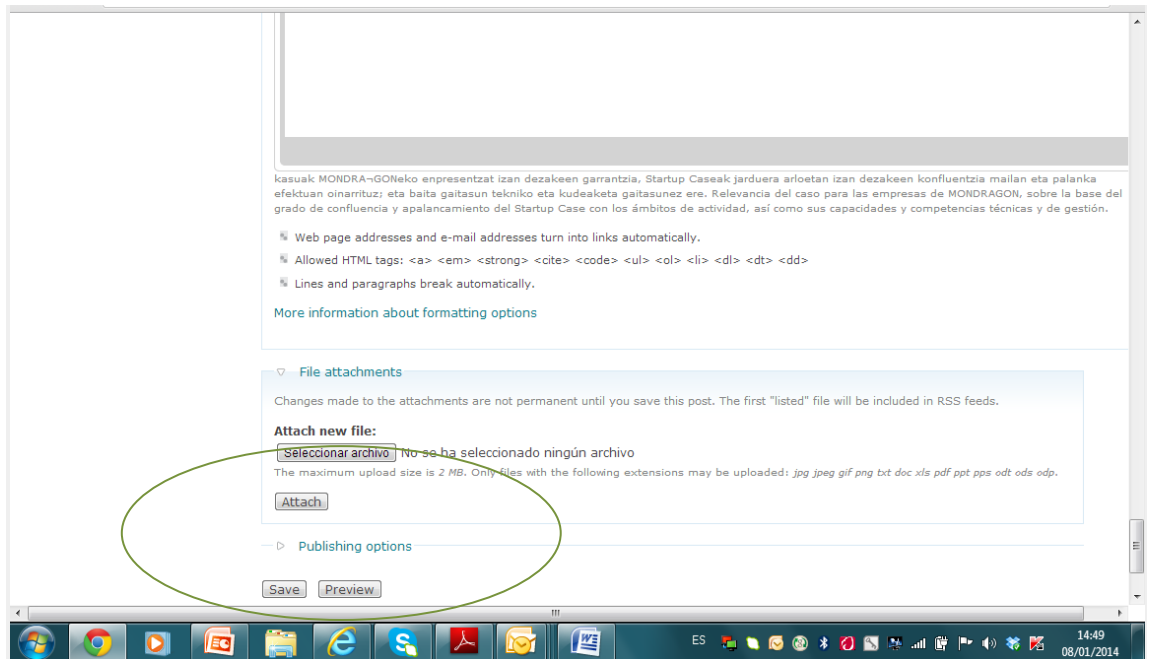 kasuak MONDRA¬GONeko enpresentzat izan dezakeen garrantzia, Startup Caseak jarduera arloetan izan dezakeen konfluentzia mailan eta palanka
efektuan oinarrituz; eta baita gaitasun tekniko eta kudeaketa gaitasunez ere. Relevancia del caso para las empresas de MONDRAGON, sobre la base del
grado de confluencia y apalancamiento del Startup Case con los ámbitos de actividad, así como sus capacidades y competencias técnicas y de gestión.
Web page addresses and e-mail addresses turn into links automatically.
Allowed HTML tags: <a> <em> <strong> <cite> <code> <ul> <ol> <li> <dl> <dt> <dd>
Lines and paragraphs break automatically.
More information about formatting options
File attachments
Changes made to the attachments are not permanent until you save this post. The first "listed" file will be included in RSS feeds.
Attach new file:
Seleccionar archivo No se ha seleccionado ningún archivo
The maximum upload size is 2 MB. Only files with the following extensions may be uploaded: jpg jpeg gif png txt doc xls pdf ppt pps odt ods odp.
Attach
Publishing options
Save Preview
ES 14:49
08/01/2014